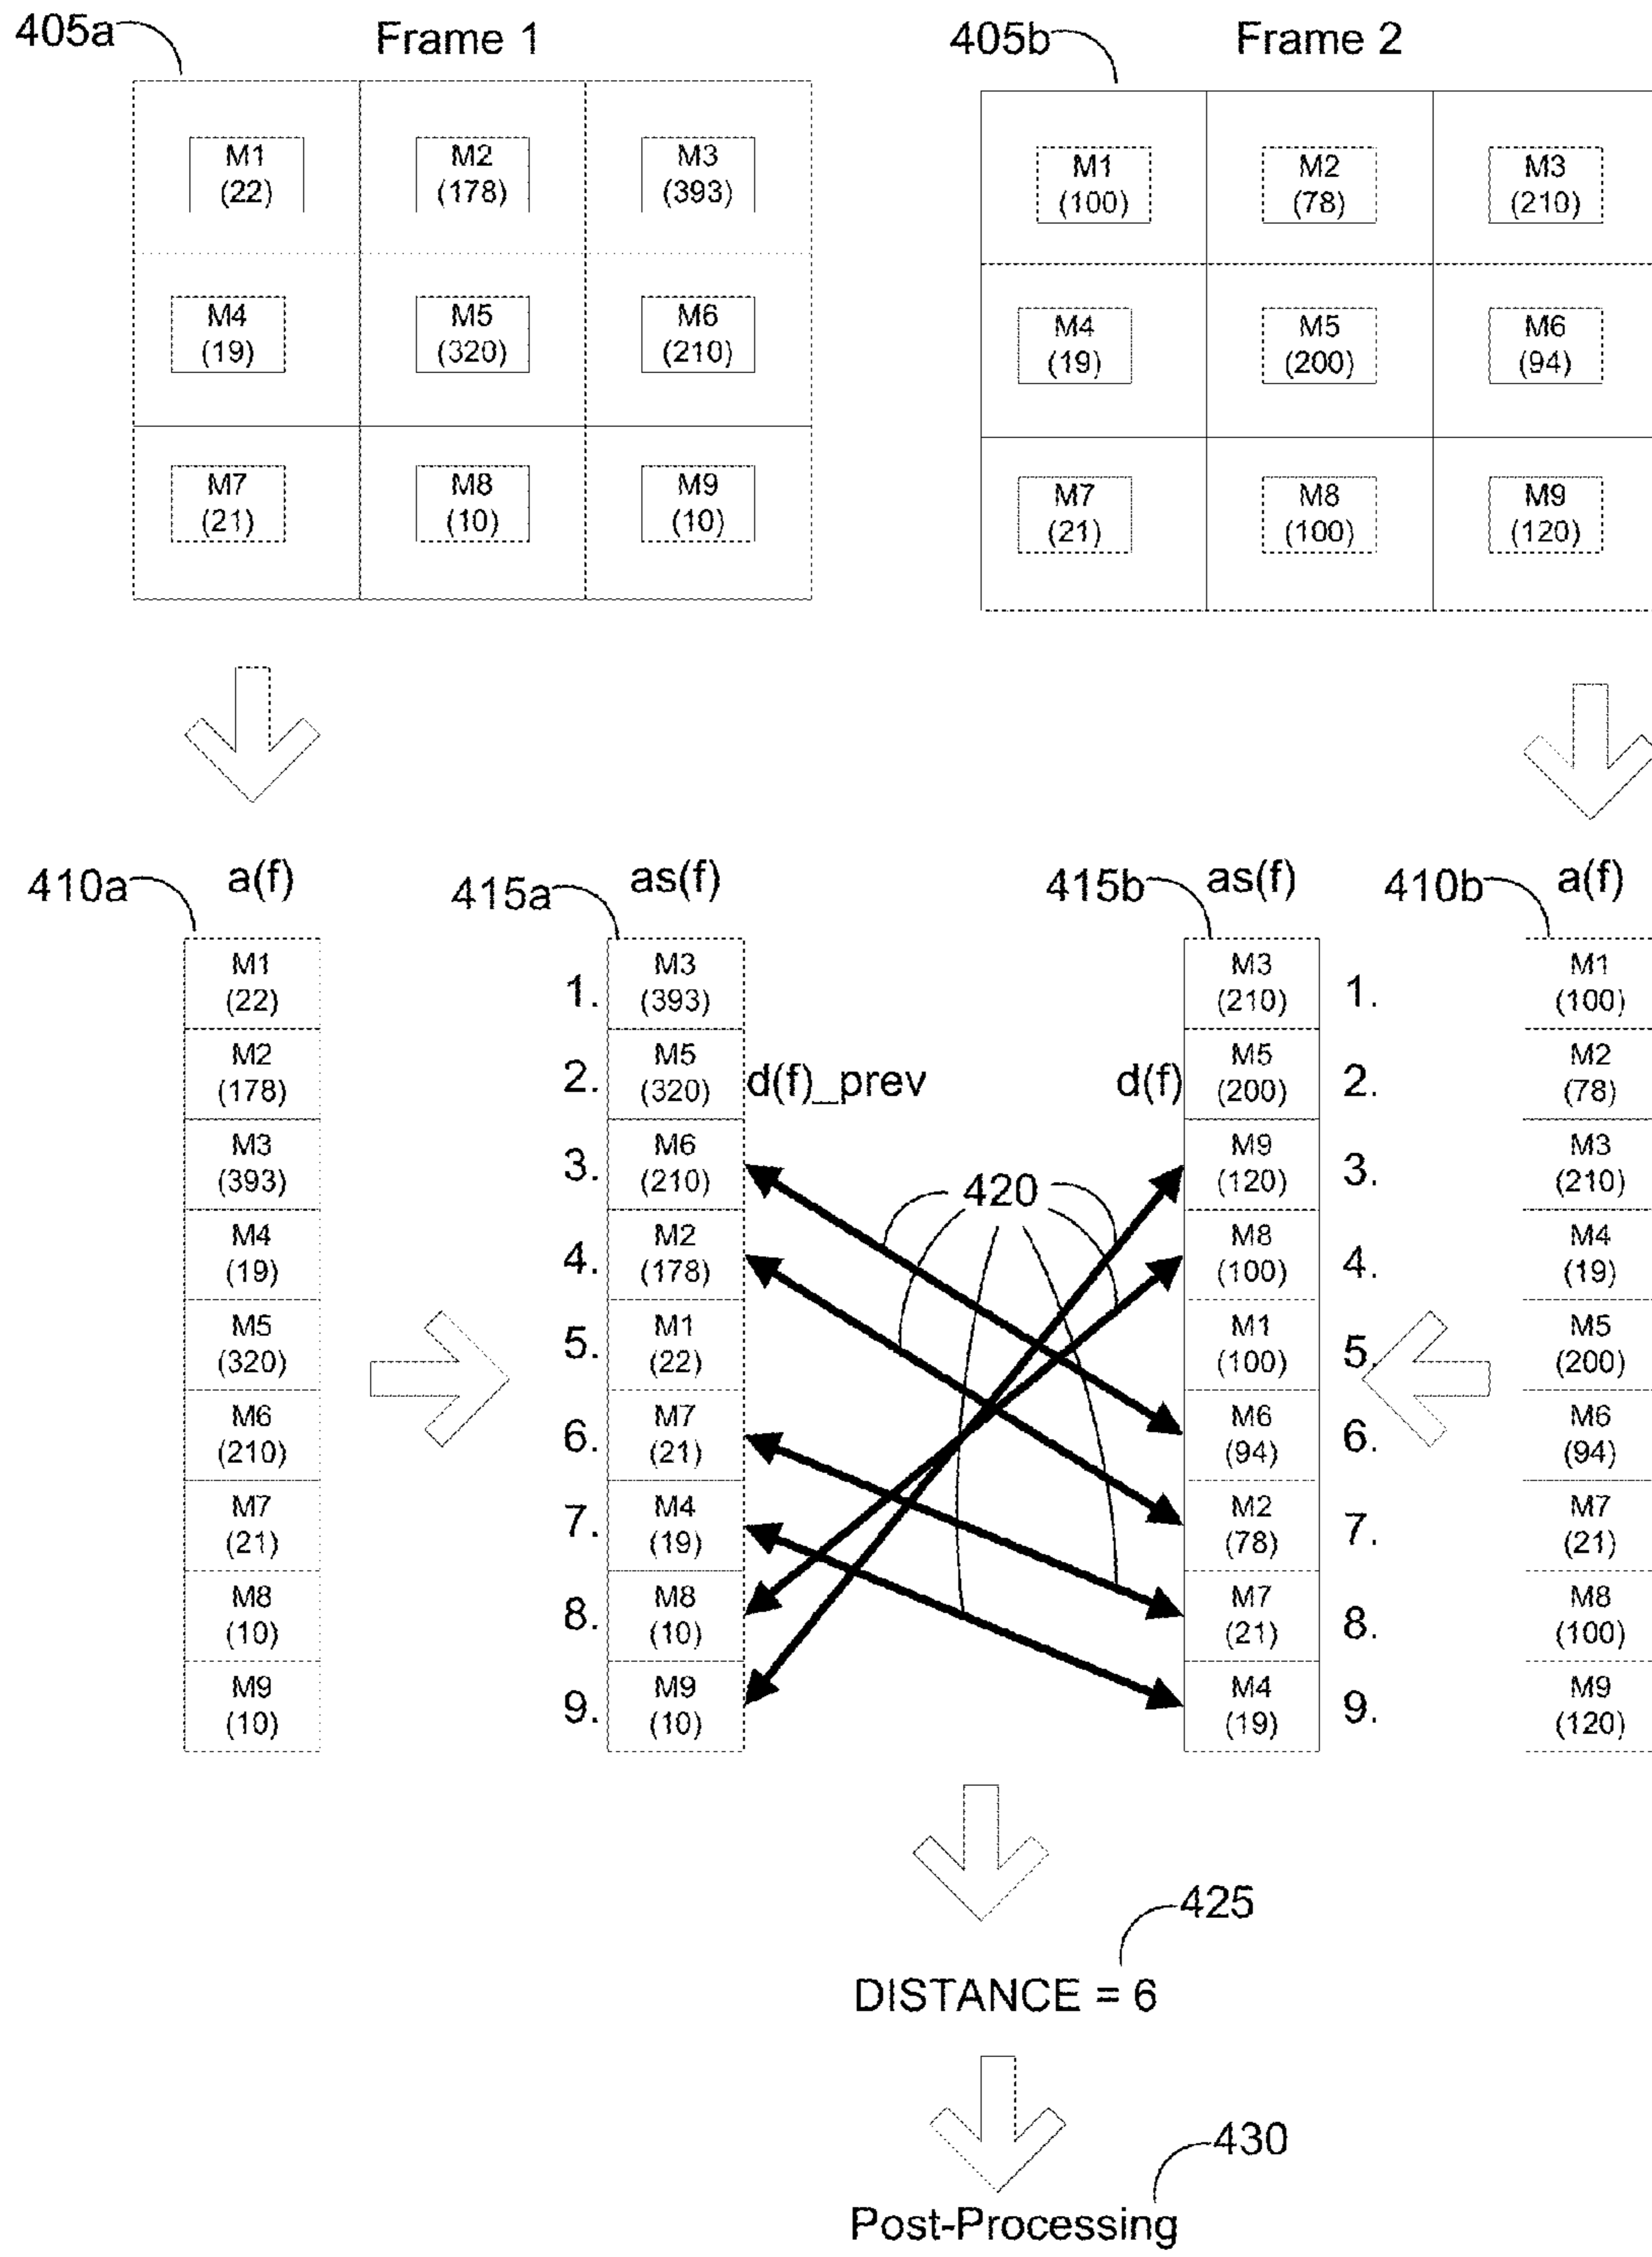 405a
Frame 1
405b
Frame 2
M1
(22)
M2
(178)
M3
(393)
M4
(19)
M5
(320)
M6
(210)
M7
(21)
M8
(10)
M9
(10)
M1
(100)
M2
(78)
M3
(210)
M4
(19)
M5
(200)
M6
(94)
M7
(21)
M8
(100)
M9
(120)
410a
a(f)
M1
(22)
M2
(178)
M3
(393)
M4
(19)
M5
(320)
M6
(210)
M7
(21)
M8
(10)
M9
(10)
415a
as(f)
1.
M3
(393)
2.
M5
(320)
3.
M6
(210)
4.
M2
(178)
5.
M1
(22)
6.
M7
(21)
7.
M4
(19)
8.
M8
(10)
9.
M9
(10)
d(f)_prev
d(f)
420
415b
as(f)
M3
(210)
1.
M5
(200)
2.
M9
(120)
3.
M8
(100)
4.
M1
(100)
5.
M6
(94)
6.
M2
(78)
7.
M7
(21)
8.
M4
(19)
9.
410b
a(f)
M1
(100)
M2
(78)
M3
(210)
M4
(19)
M5
(200)
M6
(94)
M7
(21)
M8
(100)
M9
(120)
425
DISTANCE = 6
430
Post-Processing